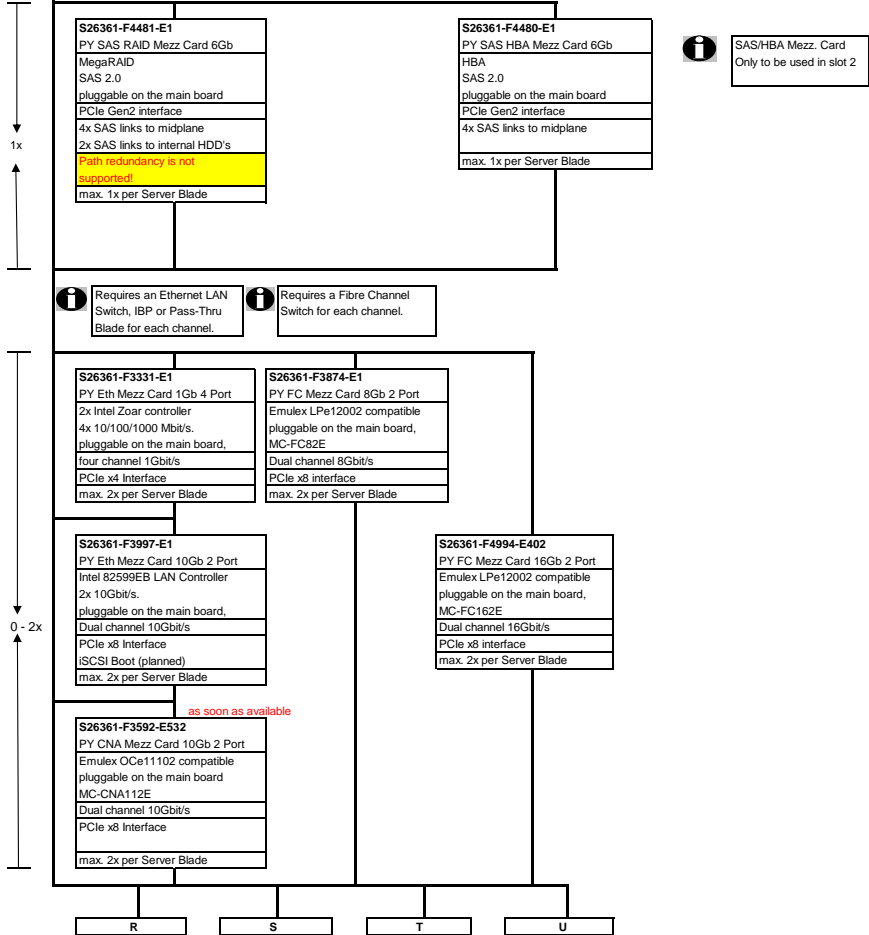 S26361-F4481-E1
PY SAS RAID Mezz Card 6Gb
MegaRAID
SAS 2.0
pluggable on the main board
PCIe Gen2 interface
4x SAS links to midplane
2x SAS links to internal HDD's
Path redundancy is not
supported!
max. 1x per Server Blade
S26361-F4480-E1
PY SAS HBA Mezz Card 6Gb
HBA
SAS 2.0
pluggable on the main board
PCIe Gen2 interface
4x SAS links to midplane
max. 1x per Server Blade
SAS/HBA Mezz. Card
Only to be used in slot 2
1x
Requires an Ethernet LAN
Switch, IBP or Pass-Thru
Blade for each channel.
Requires a Fibre Channel
Switch for each channel.
S26361-F3331-E1
PY Eth Mezz Card 1Gb 4 Port
2x Intel Zoar controller
4x 10/100/1000 Mbit/s.
pluggable on the main board,
four channel 1Gbit/s
PCIe x4 Interface
max. 2x per Server Blade
S26361-F3874-E1
PY FC Mezz Card 8Gb 2 Port
Emulex LPe12002 compatible
pluggable on the main board,
MC-FC82E
Dual channel 8Gbit/s
PCIe x8 interface
max. 2x per Server Blade
S26361-F3997-E1
PY Eth Mezz Card 10Gb 2 Port
Intel 82599EB LAN Controller
2x 10Gbit/s.
pluggable on the main board,
Dual channel 10Gbit/s
PCIe x8 Interface
iSCSI Boot (planned)
max. 2x per Server Blade
S26361-F4994-E402
PY FC Mezz Card 16Gb 2 Port
Emulex LPe12002 compatible
pluggable on the main board,
MC-FC162E
Dual channel 16Gbit/s
PCIe x8 interface
max. 2x per Server Blade
0 - 2x
as soon as available
S26361-F3592-E532
PY CNA Mezz Card 10Gb 2 Port
Emulex OCe11102 compatible
pluggable on the main board
MC-CNA112E
Dual channel 10Gbit/s
PCIe x8 Interface
max. 2x per Server Blade
R
S
T
U